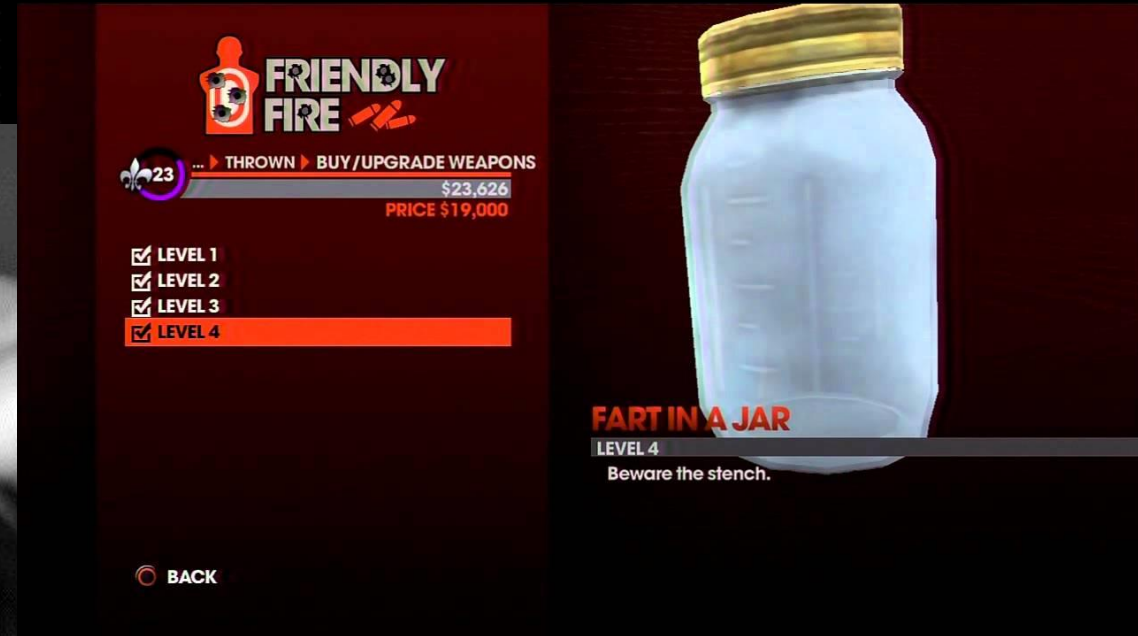 FRIENDLY
FIRE
23
... THROWN BUY/UPGRADE WEAPONS
$23,626
PRICE $19,000
LEVEL 1
LEVEL 2
LEVEL 3
LEVEL 4
FART IN A JAR
LEVEL 4
Beware the stench.
BACK